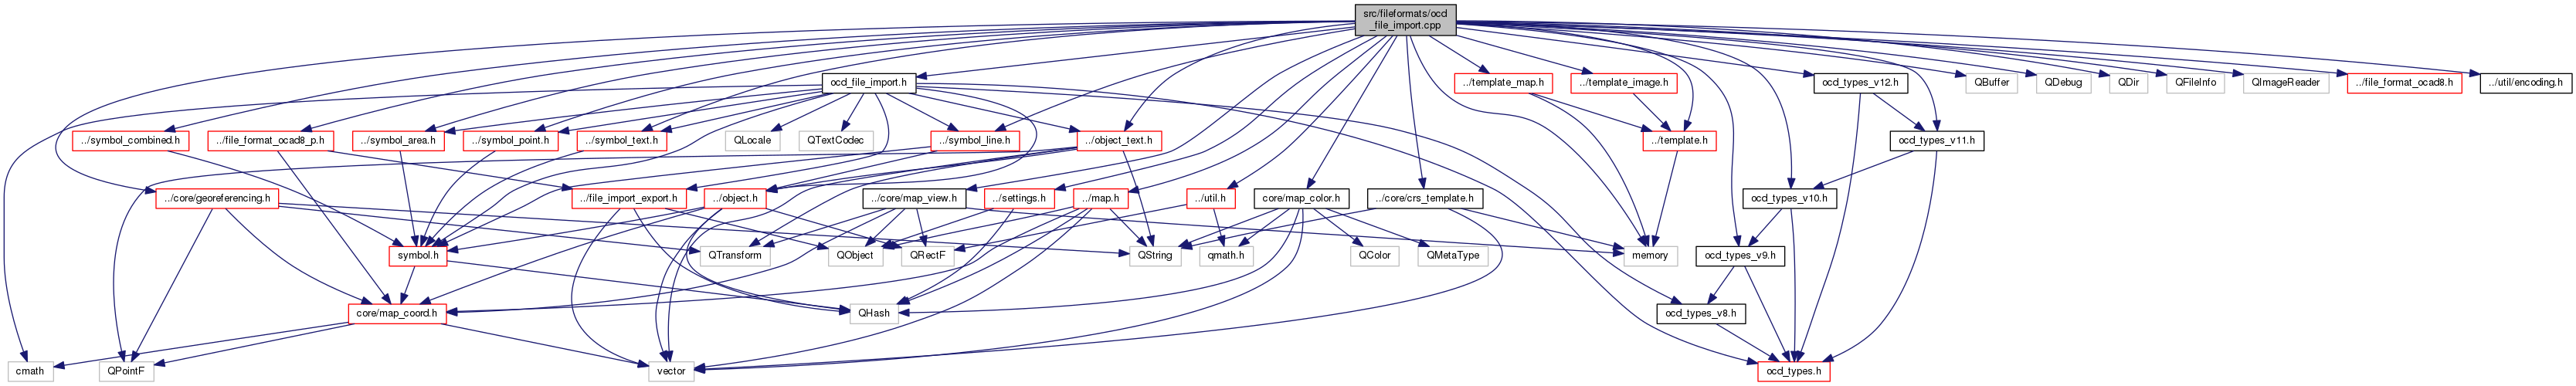 src/fileformats/ocd
_file_import.cpp
ocd_file_import.h
../template_map.h
../template_image.h
ocd_types_v12.h
QBuffer
QDebug
QDir
QFileInfo
QImageReader
../file_format_ocad8.h
../util/encoding.h
../symbol_combined.h
../file_format_ocad8_p.h
../symbol_area.h
../symbol_point.h
../symbol_text.h
QLocale
QTextCodec
../symbol_line.h
../object_text.h
../template.h
ocd_types_v11.h
../core/georeferencing.h
../file_import_export.h
../object.h
../core/map_view.h
../settings.h
../map.h
../util.h
core/map_color.h
../core/crs_template.h
ocd_types_v10.h
symbol.h
QTransform
QObject
QRectF
QString
qmath.h
QColor
QMetaType
memory
ocd_types_v9.h
core/map_coord.h
QHash
ocd_types_v8.h
cmath
QPointF
vector
ocd_types.h